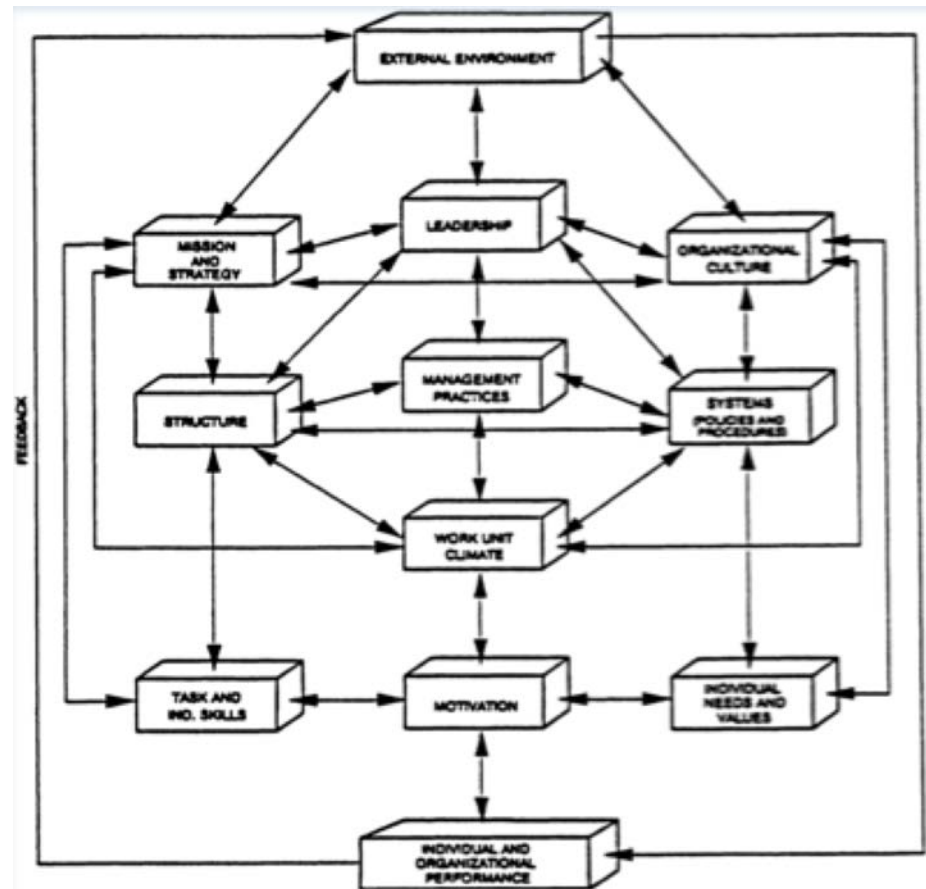 EXTERNAL ENVIRONMENT
LEADERSHIP
MISSION
AND
STRATEGY
ORGANIZATIONAL
CULTURE
MANAGEMENT
PRACTICES
STRUCTURE
SYSTEMS
(POLICIES AND
PROCEDURES)
FEEDBACK
WORK UNIT
CLIMATE
TASK AND
IND. SKILLS
MOTIVATION
INDIVIDUAL
NEEDS AND
VALUES
INDIVIDUAL AND
ORGANIZATIONAL
PERFORMANCE